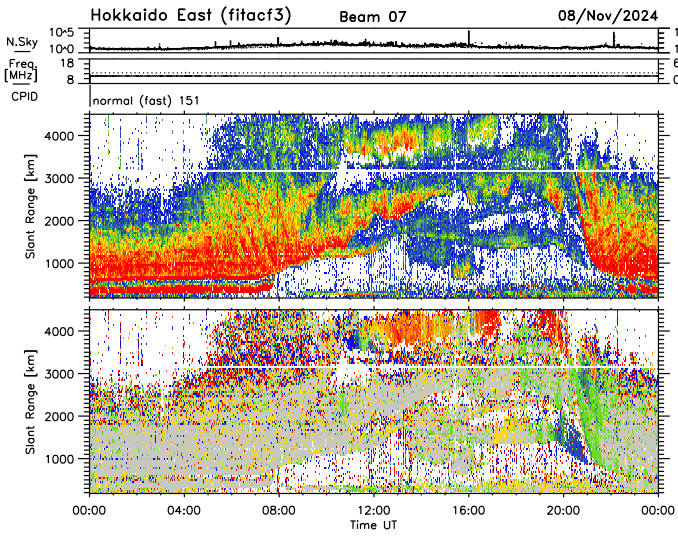 Hokkaido East (fitacf3) Beam 07 08/Nov/2024
N.Sky 10^5 10^0 1 1
Freq. [MHz] 18 8 6 0
CPID normal (fast) 151
Slant Range [km] 4000 3000 2000 1000
Slant Range [km] 4000 3000 2000 1000
00:00 04:00 08:00 12:00 16:00 20:00 00:00
Time UT